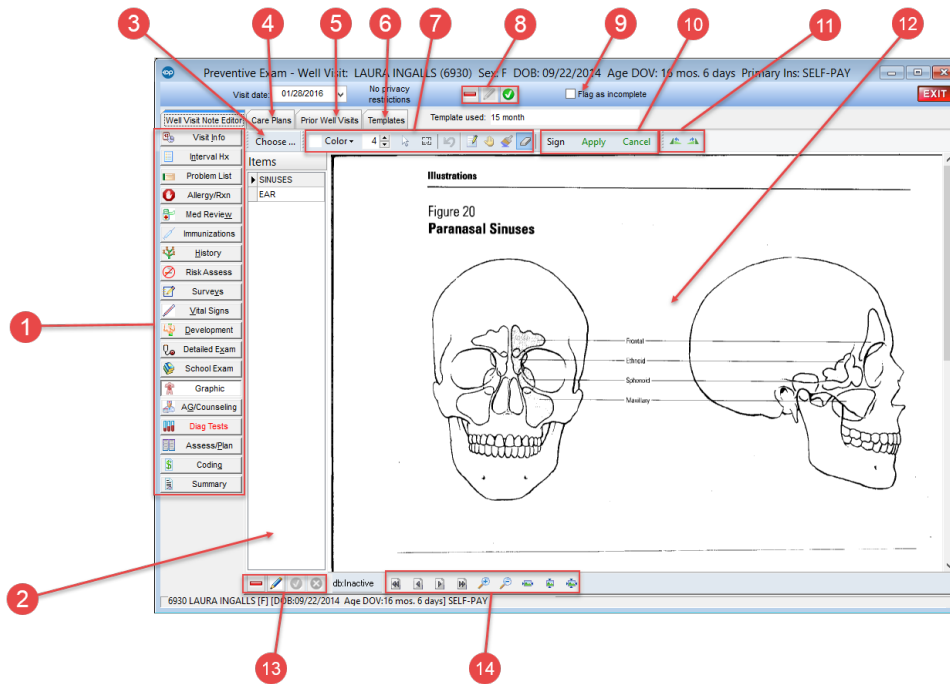 3
4
5
6
7
8
9
10
11
12
Preventive Exam - Well Visit: LAURA INGALLS (6930) Sex: F DOB: 09/22/2014 Age DOV: 16 mos. 6 days Primary Ins: SELF-PAY
Visit date: 01/28/2016
No privacy
restrictions
Flag as incomplete
EXIT
Well Visit Note Editor
Care Plans
Prior Well Visits
Templates
Template used: 15 month
Choose ...
Color
4
Sign
Apply
Cancel
Visit Info
Interval Hx
Problem List
Allergy/Rxn
Med Review
Immunizations
History
Risk Assess
Surveys
Vital Signs
Development
Detailed Exam
School Exam
Graphic
AG/Counseling
Diag Tests
Assess/Plan
Coding
Summary
1
Items
SINUSES
EAR
2
Illustrations
Figure 20
Paranasal Sinuses
Frontal
Ethnoid
Sphenoid
Maxillary
db:Inactive
6930 LAURA INGALLS [F] [DOB:09/22/2014 Age DOV:16 mos. 6 days] SELF-PAY
13
14